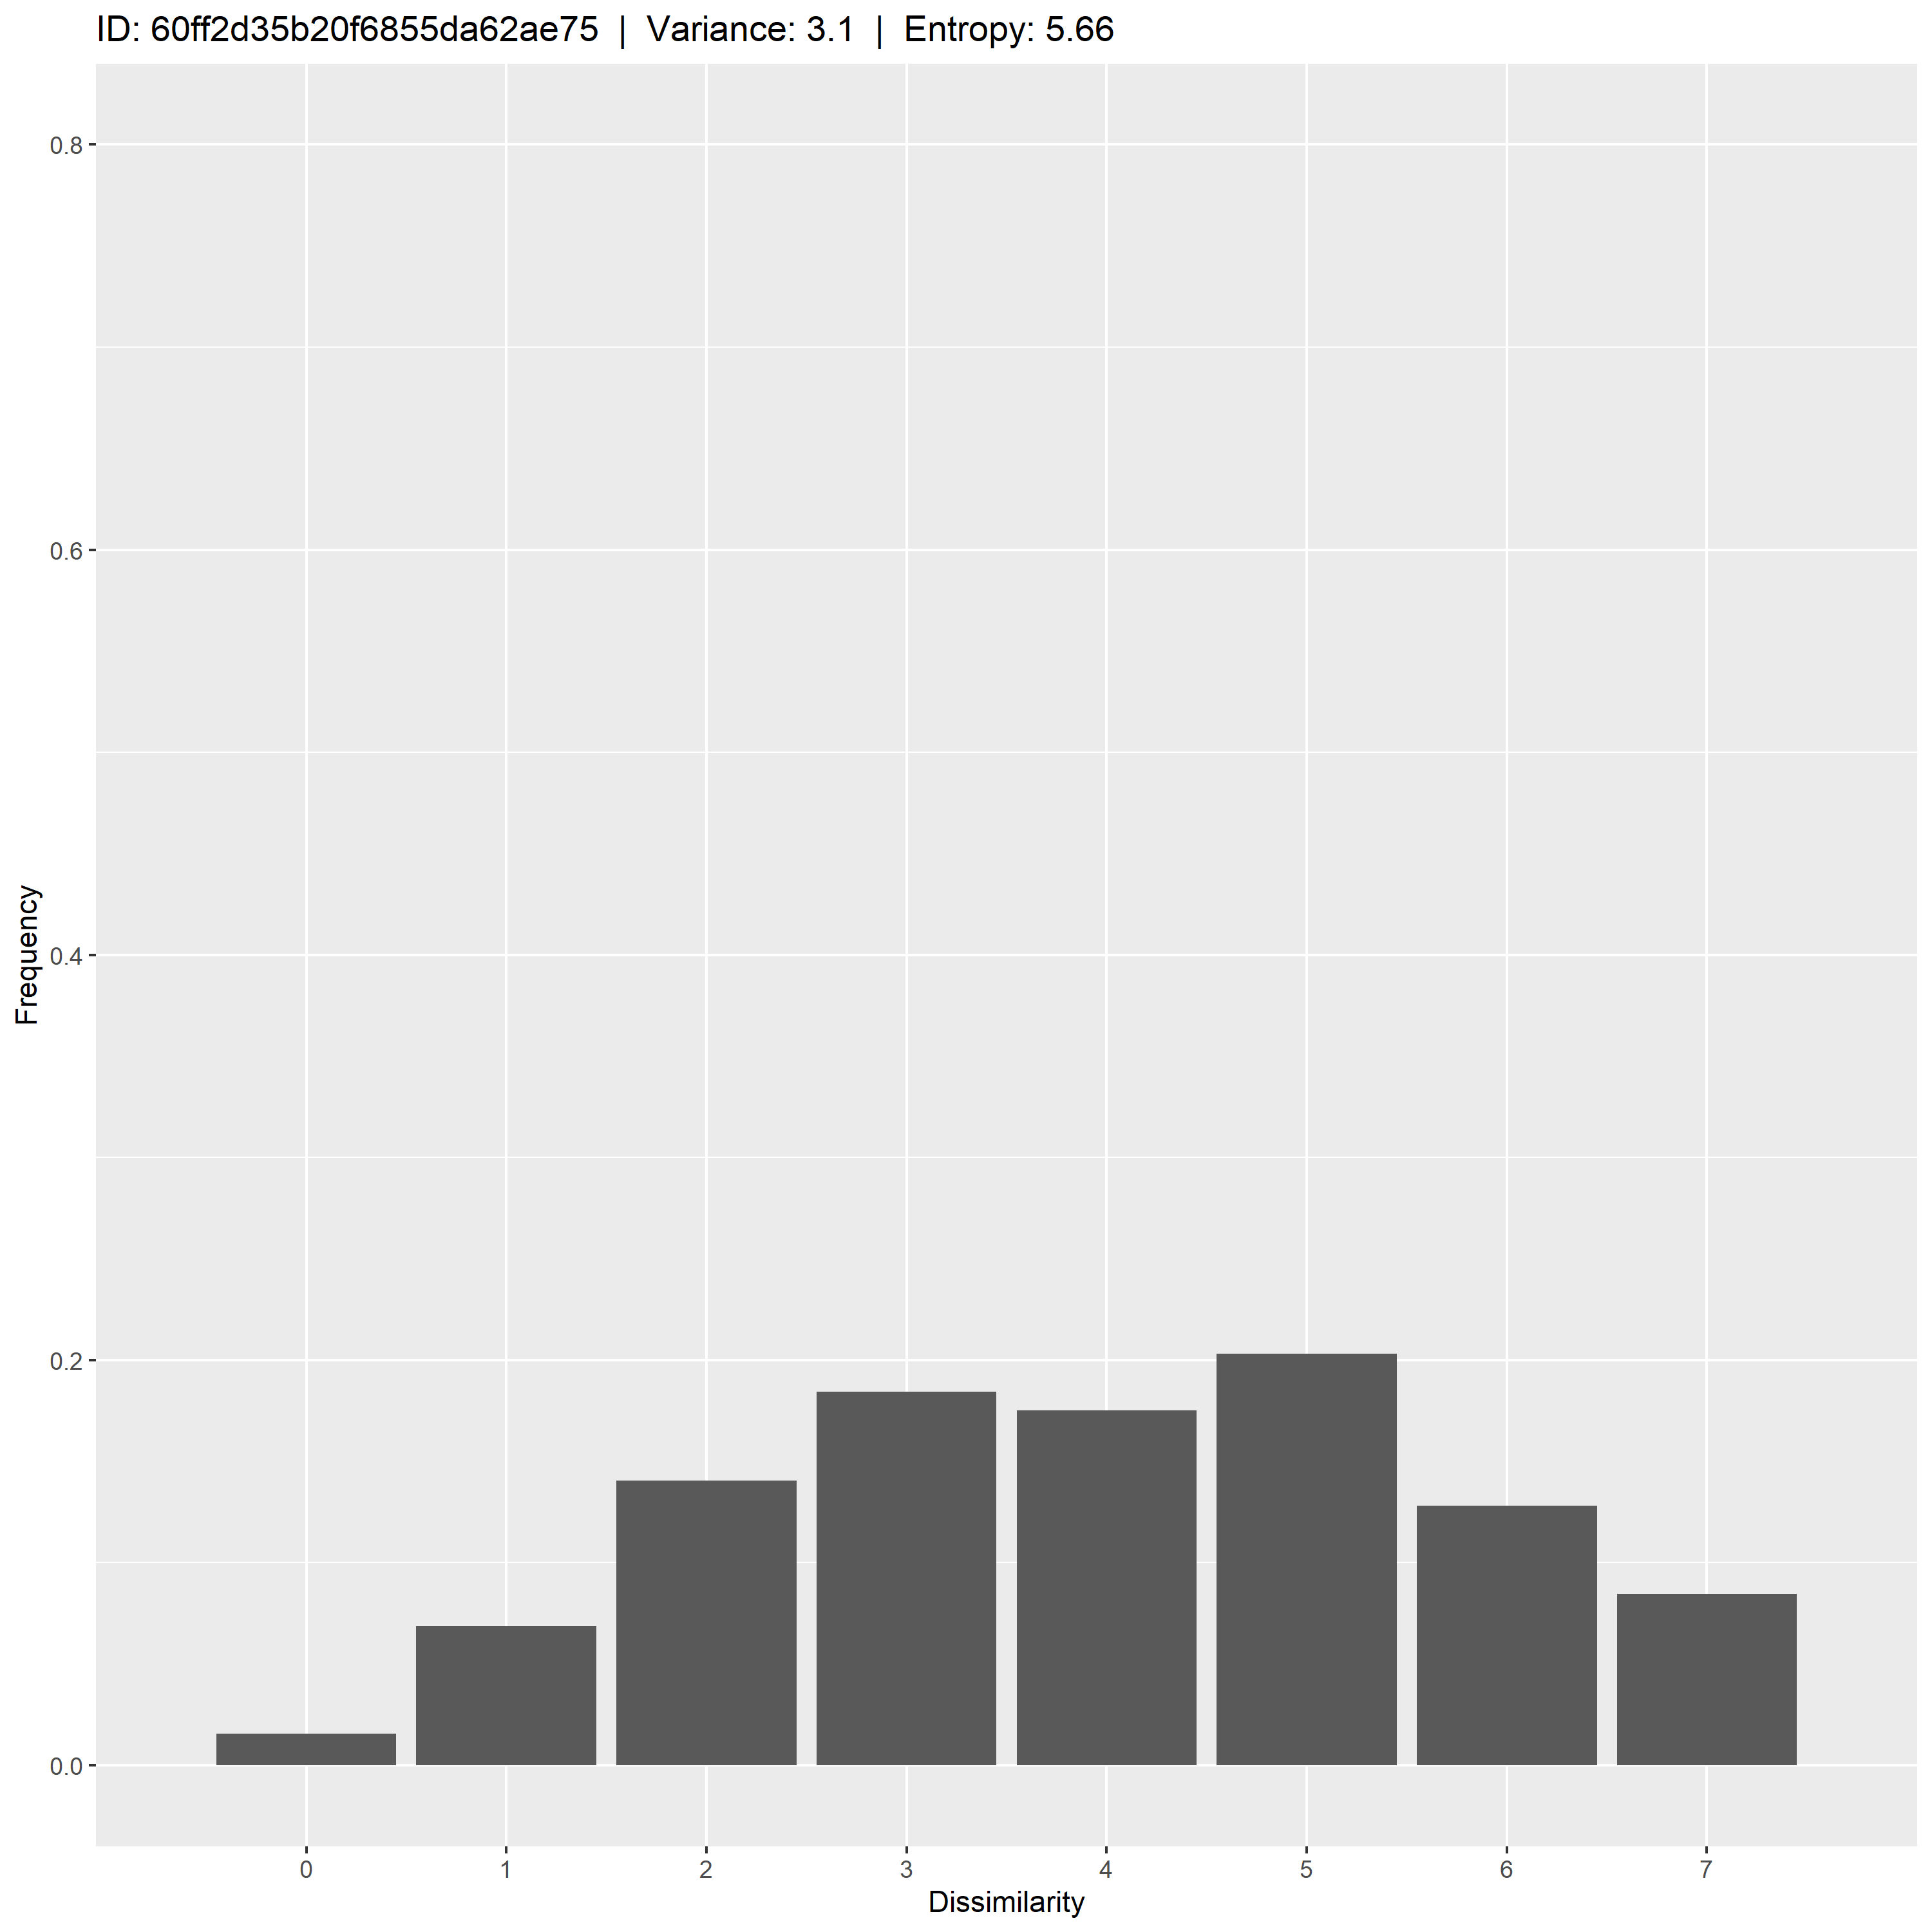 ID: 60ff2d35b20f6855da62ae75 | Variance: 3.1 | Entropy: 5.66
0.8
0.6
0.4
0.2
0.0
Frequency
0 1 2 3 4 5 6 7
Dissimilarity